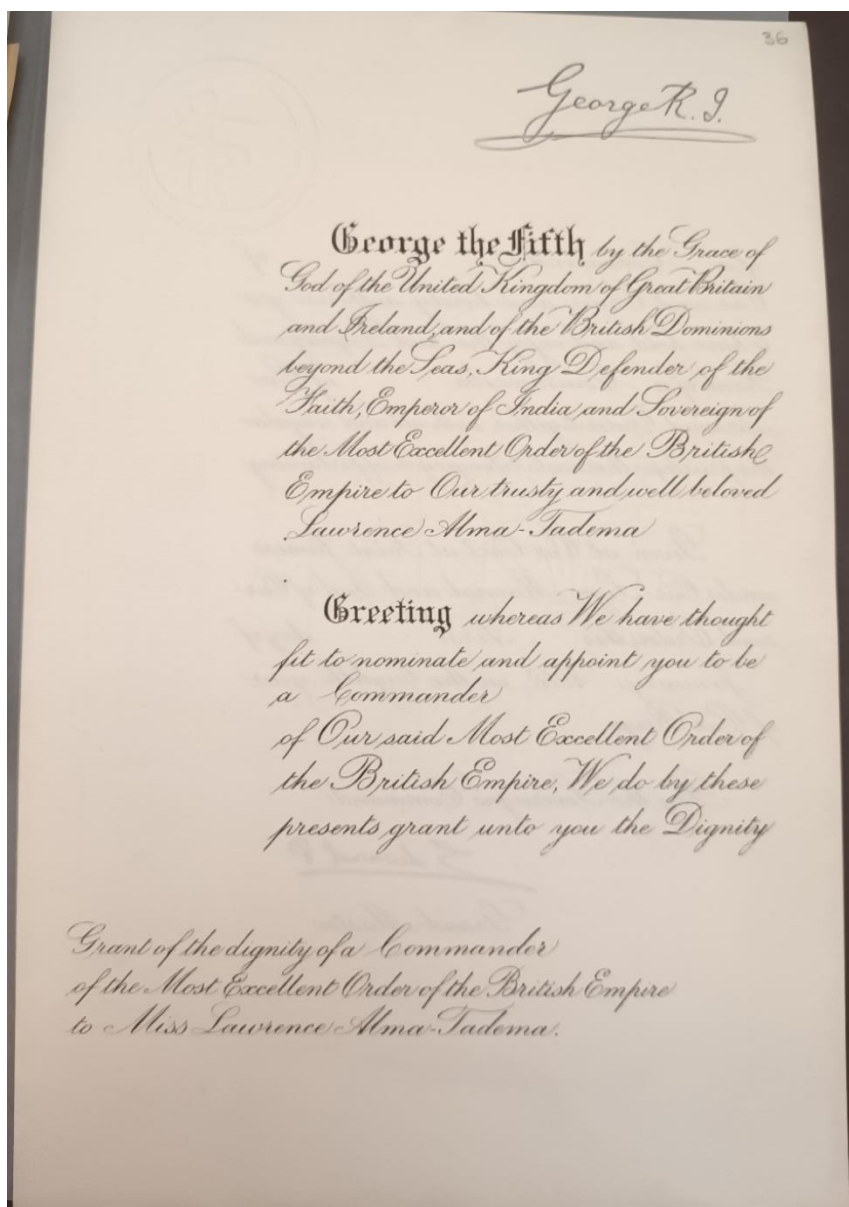 36
George R. I.
George the Fifth by the Grace of
God of the United Kingdom of Great Britain
and Ireland, and of the British Dominions
beyond the Seas, King Defender of the
Faith, Emperor of India and Sovereign of
the Most Excellent Order of the British
Empire to Our trusty and well beloved
Lawrence Alma-Tadema
Greeting whereas We have thought
fit to nominate and appoint you to be
a Commander
of Our said Most Excellent Order of
the British Empire, We do by these
presents grant unto you the Dignity
Grant of the dignity of a Commander
of the Most Excellent Order of the British Empire
to Miss Lawrence Alma-Tadema.